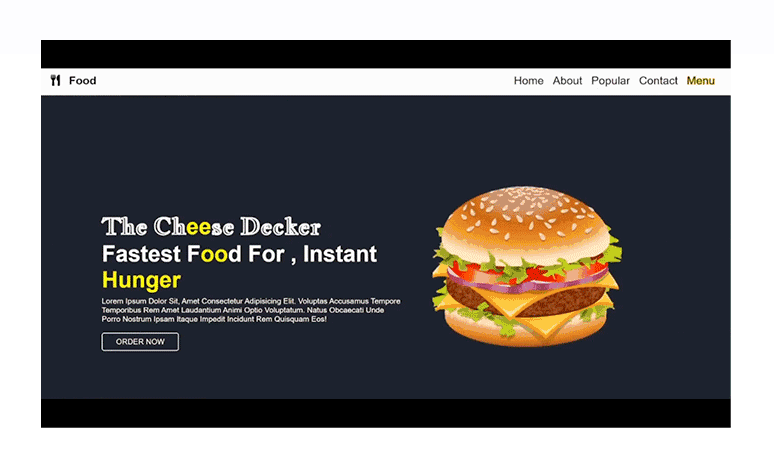 Food
Home About Popular Contact Menu
The Cheese Decker
Fastest Food For , Instant
Hunger
Lorem Ipsum Dolor Sit, Amet Consectetur Adipisicing Elit. Voluptas Accusamus Tempore
Temporibus Rem Amet Laudantium Animi Optio Voluptatum. Natus Obcaecati Unde
Porro Nostrum Ipsam Itaque Impedit Incidunt Rem Quisquam Eos!
ORDER NOW